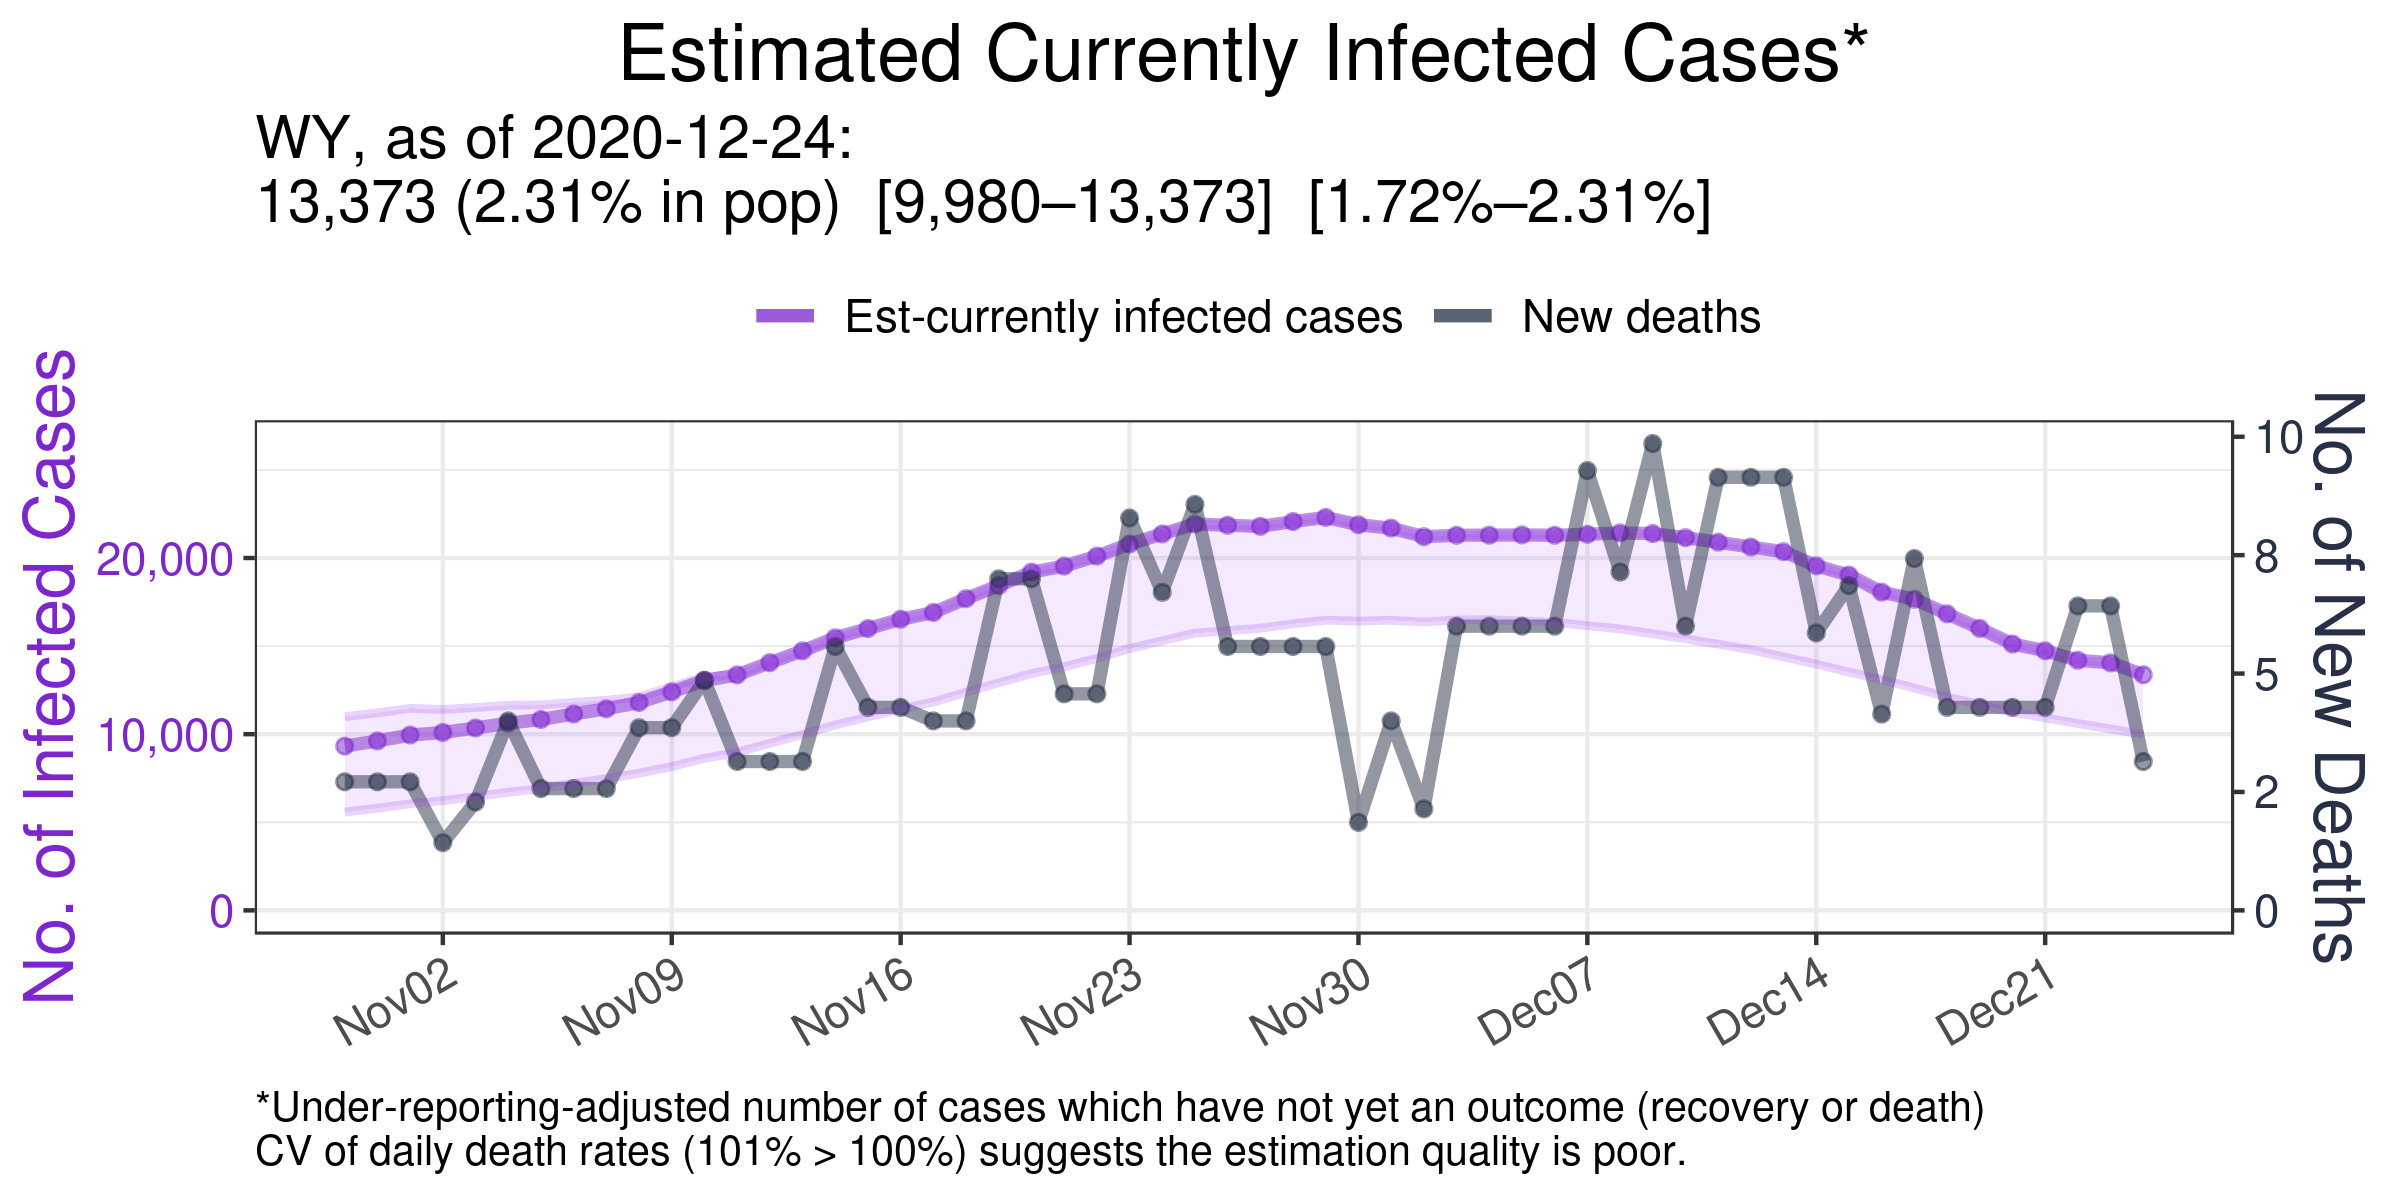 Estimated Currently Infected Cases*
WY, as of 2020-12-24:
13,373 (2.31% in pop)  [9,980–13,373]  [1.72%–2.31%]
Est-currently infected cases
New deaths
No. of Infected Cases
20,000
10,000
0
10
8
5
2
0
No. of New Deaths
Nov02
Nov09
Nov16
Nov23
Nov30
Dec07
Dec14
Dec21
*Under-reporting-adjusted number of cases which have not yet an outcome (recovery or death)
CV of daily death rates (101% > 100%) suggests the estimation quality is poor.